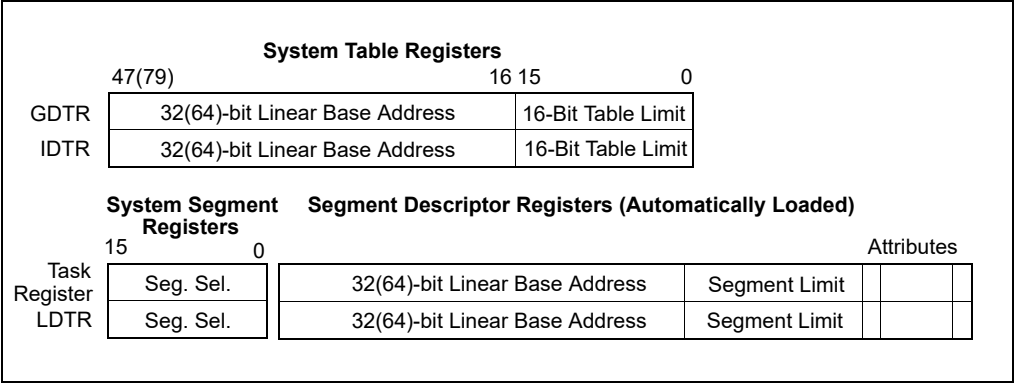 System Table Registers
47(79) 16 15 0
GDTR 32(64)-bit Linear Base Address 16-Bit Table Limit
IDTR 32(64)-bit Linear Base Address 16-Bit Table Limit
System Segment Registers
Segment Descriptor Registers (Automatically Loaded)
15 0 Attributes
Task Register Seg. Sel. 32(64)-bit Linear Base Address Segment Limit
LDTR Seg. Sel. 32(64)-bit Linear Base Address Segment Limit